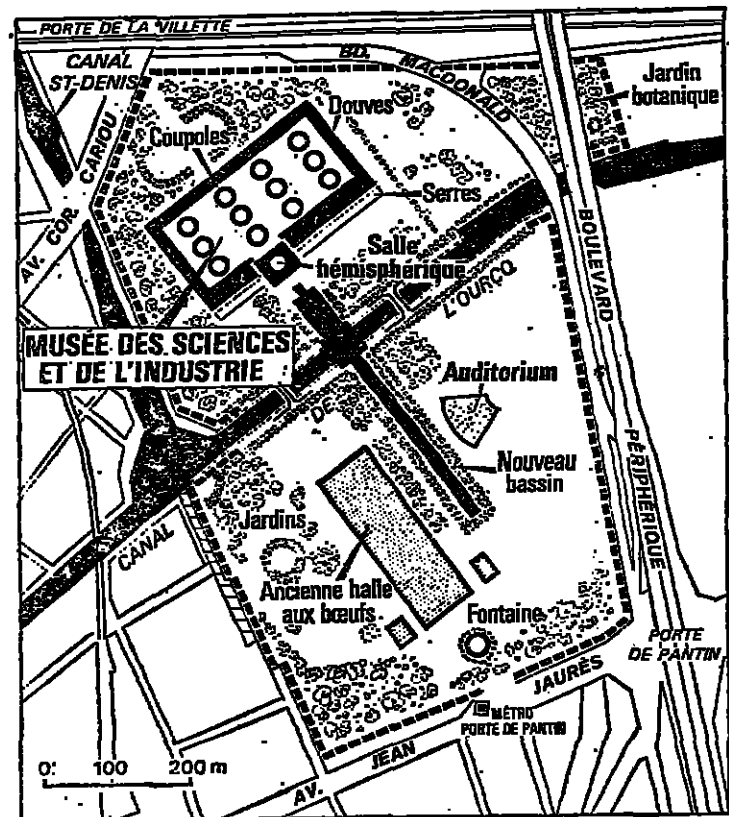 PORTE DE LA VILLETTE
CANAL
ST-DENIS
BD.
MACDONALD
Jardin
botanique
Douves
Coupoles
AV. COR. CARIOU
Serres
Salle
hémisphérique
BOULEVARD
L'OURCQ
MUSÉE DES SCIENCES
ET DE L'INDUSTRIE
Auditorium
DE
Nouveau
bassin
PÉRIPHÉRIQUE
Jardins
CANAL
Ancienne halle
aux bœufs
Fontaine
PORTE
DE PANTIN
JAURÈS
MÉTRO
PORTE DE PANTIN
JEAN
AV.
0 100 200 m